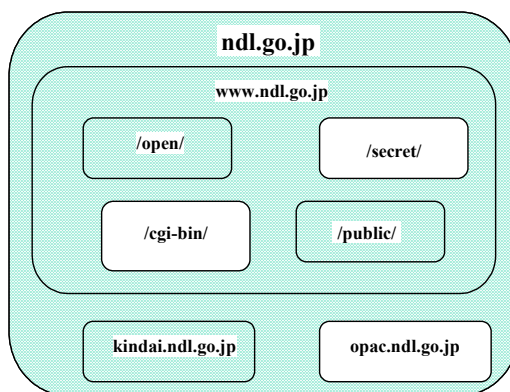 ndl.go.jp
www.ndl.go.jp
/open/
/secret/
/cgi-bin/
/public/
kindai.ndl.go.jp
opac.ndl.go.jp